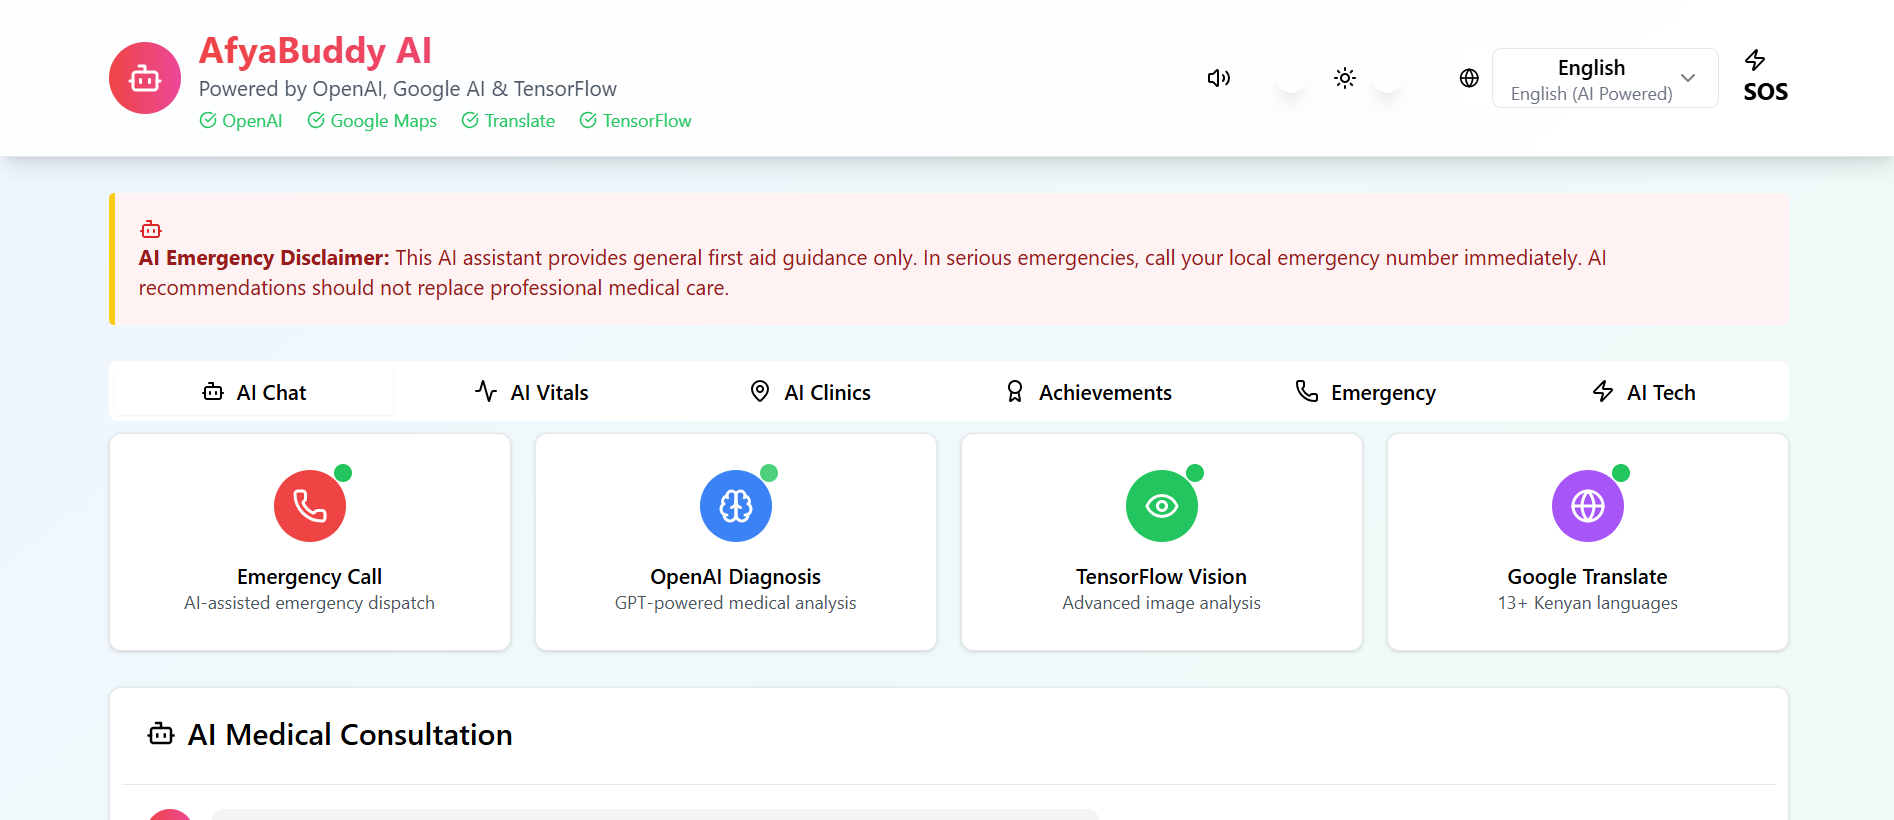 AfyaBuddy AI
Powered by OpenAI, Google AI & TensorFlow
OpenAI Google Maps Translate TensorFlow
English
English (AI Powered)
SOS
AI Emergency Disclaimer: This AI assistant provides general first aid guidance only. In serious emergencies, call your local emergency number immediately. AI
recommendations should not replace professional medical care.
AI Chat AI Vitals AI Clinics Achievements Emergency AI Tech
Emergency Call
AI-assisted emergency dispatch
OpenAI Diagnosis
GPT-powered medical analysis
TensorFlow Vision
Advanced image analysis
Google Translate
13+ Kenyan languages
AI Medical Consultation